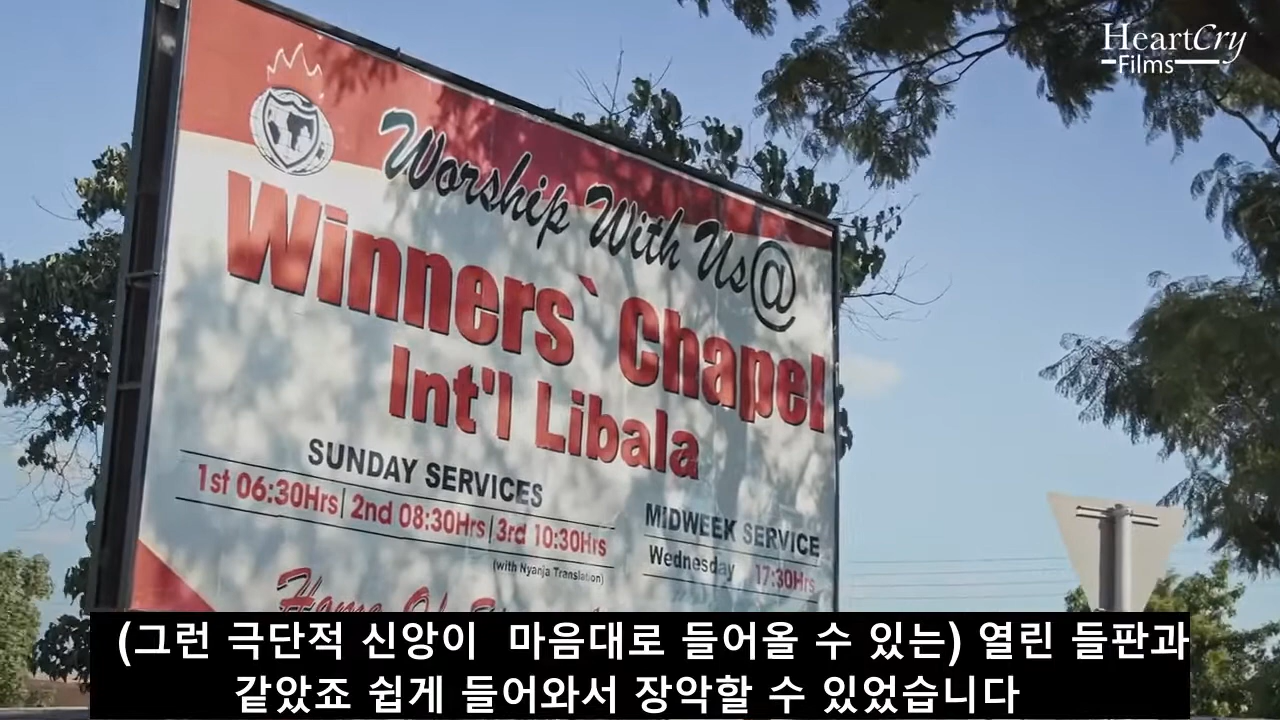 HeartCry
Films
Worship With Us@
Winners` Chapel
Int'l Libala
SUNDAY SERVICES
1st 06:30Hrs| 2nd 08:30Hrs|3rd 10:30Hrs
(with Nyanja Translation)
MIDWEEK SERVICE
Wednesday 17:30Hrs
(그런 극단적 신앙이 마음대로 들어올 수 있는) 열린 들판과
같았죠 쉽게 들어와서 장악할 수 있었습니다